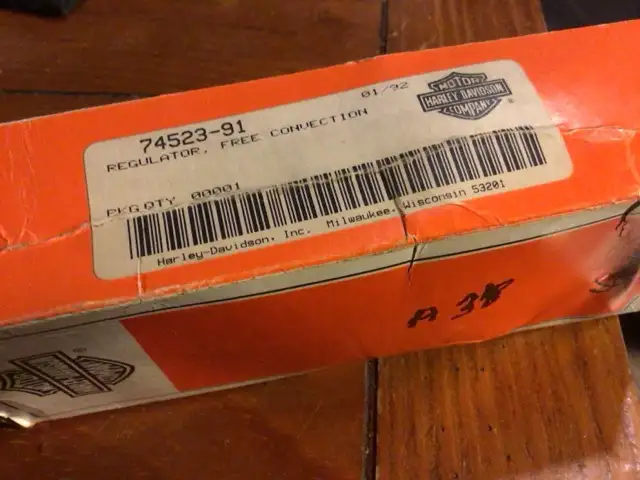 74523-91
01/92
REGULATOR, FREE CONVECTION
MOTOR
HARLEY-DAVIDSON
COMPANY
®
PKG.QTY 00001
Harley-Davidson, Inc. Milwaukee, Wisconsin 53201
A 38
®